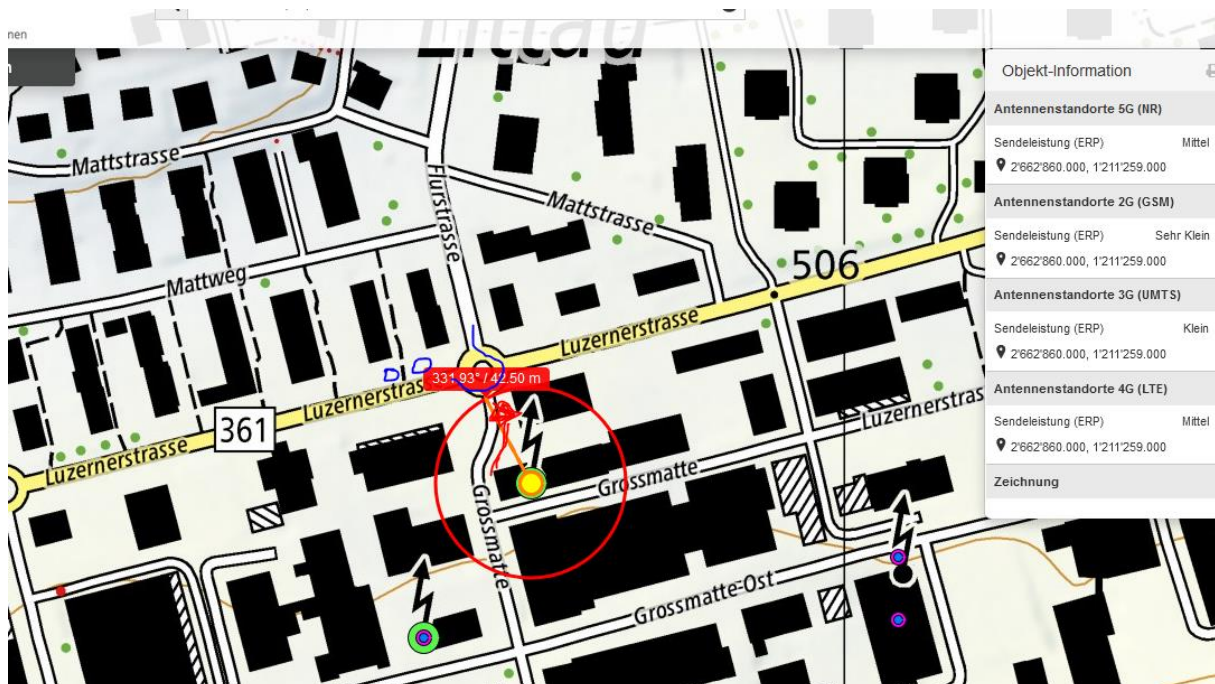 nen
Littau
Objekt-Information
Antennenstandorte 5G (NR)
Sendeleistung (ERP) Mittel
2'662'860.000, 1'211'259.000
Antennenstandorte 2G (GSM)
Sendeleistung (ERP) Sehr Klein
2'662'860.000, 1'211'259.000
Antennenstandorte 3G (UMTS)
Sendeleistung (ERP) Klein
2'662'860.000, 1'211'259.000
Antennenstandorte 4G (LTE)
Sendeleistung (ERP) Mittel
2'662'860.000, 1'211'259.000
Zeichnung
Mattstrasse
Flurstrasse
Mattstrasse
Mattweg
506
Luzernerstrasse
331.93° / 42.50 m
Luzernerstras
Luzernerstras
361
Luzernerstrasse
Grossmatte
Grossmatte
Grossmatte-Ost